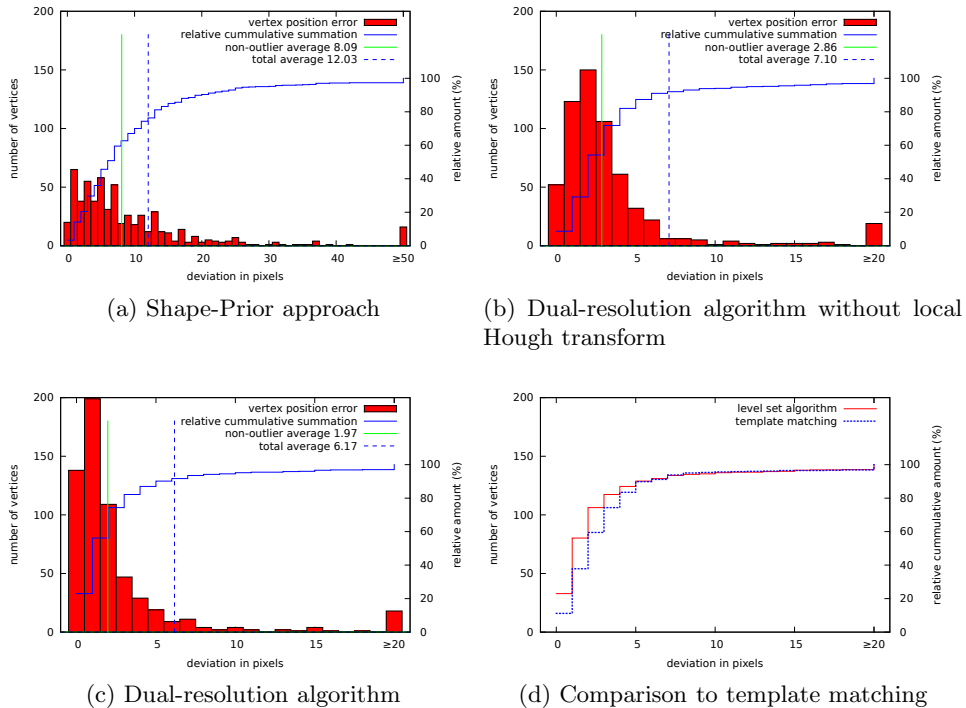 vertex position error
relative cummulative summation
non-outlier average 8.09
total average 12.03
number of vertices
relative amount (%)
200
150
100
50
0
100
80
60
40
20
0
0 10 20 30 40 ≥50
deviation in pixels
(a) Shape-Prior approach
vertex position error
relative cummulative summation
non-outlier average 2.86
total average 7.10
number of vertices
relative amount (%)
200
150
100
50
0
100
80
60
40
20
0
0 5 10 15 ≥20
deviation in pixels
(b) Dual-resolution algorithm without local
Hough transform
vertex position error
relative cummulative summation
non-outlier average 1.97
total average 6.17
number of vertices
relative amount (%)
200
150
100
50
0
100
80
60
40
20
0
0 5 10 15 ≥20
deviation in pixels
(c) Dual-resolution algorithm
level set algorithm
template matching
number of vertices
relative cummulative amount (%)
200
150
100
50
0
100
80
60
40
20
0
0 5 10 15 ≥20
deviation in pixels
(d) Comparison to template matching